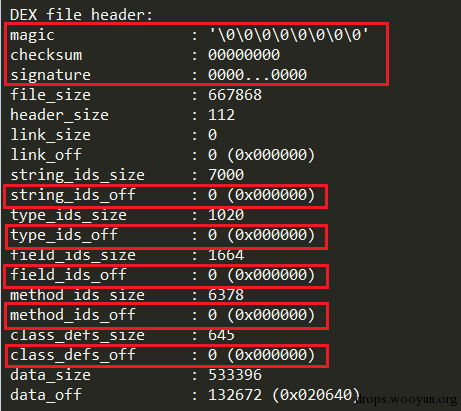 DEX file header:
magic : '\0\0\0\0\0\0\0\0'
checksum : 00000000
signature : 0000...0000
file_size : 667868
header_size : 112
link_size : 0
link_off : 0 (0x000000)
string_ids_size : 7000
string_ids_off : 0 (0x000000)
type_ids_size : 1020
type_ids_off : 0 (0x000000)
field_ids_size : 1664
field_ids_off : 0 (0x000000)
method_ids_size : 6378
method_ids_off : 0 (0x000000)
class_defs_size : 645
class_defs_off : 0 (0x000000)
data_size : 533396
data_off : 132672 (0x020640)
drops.wooyun.org